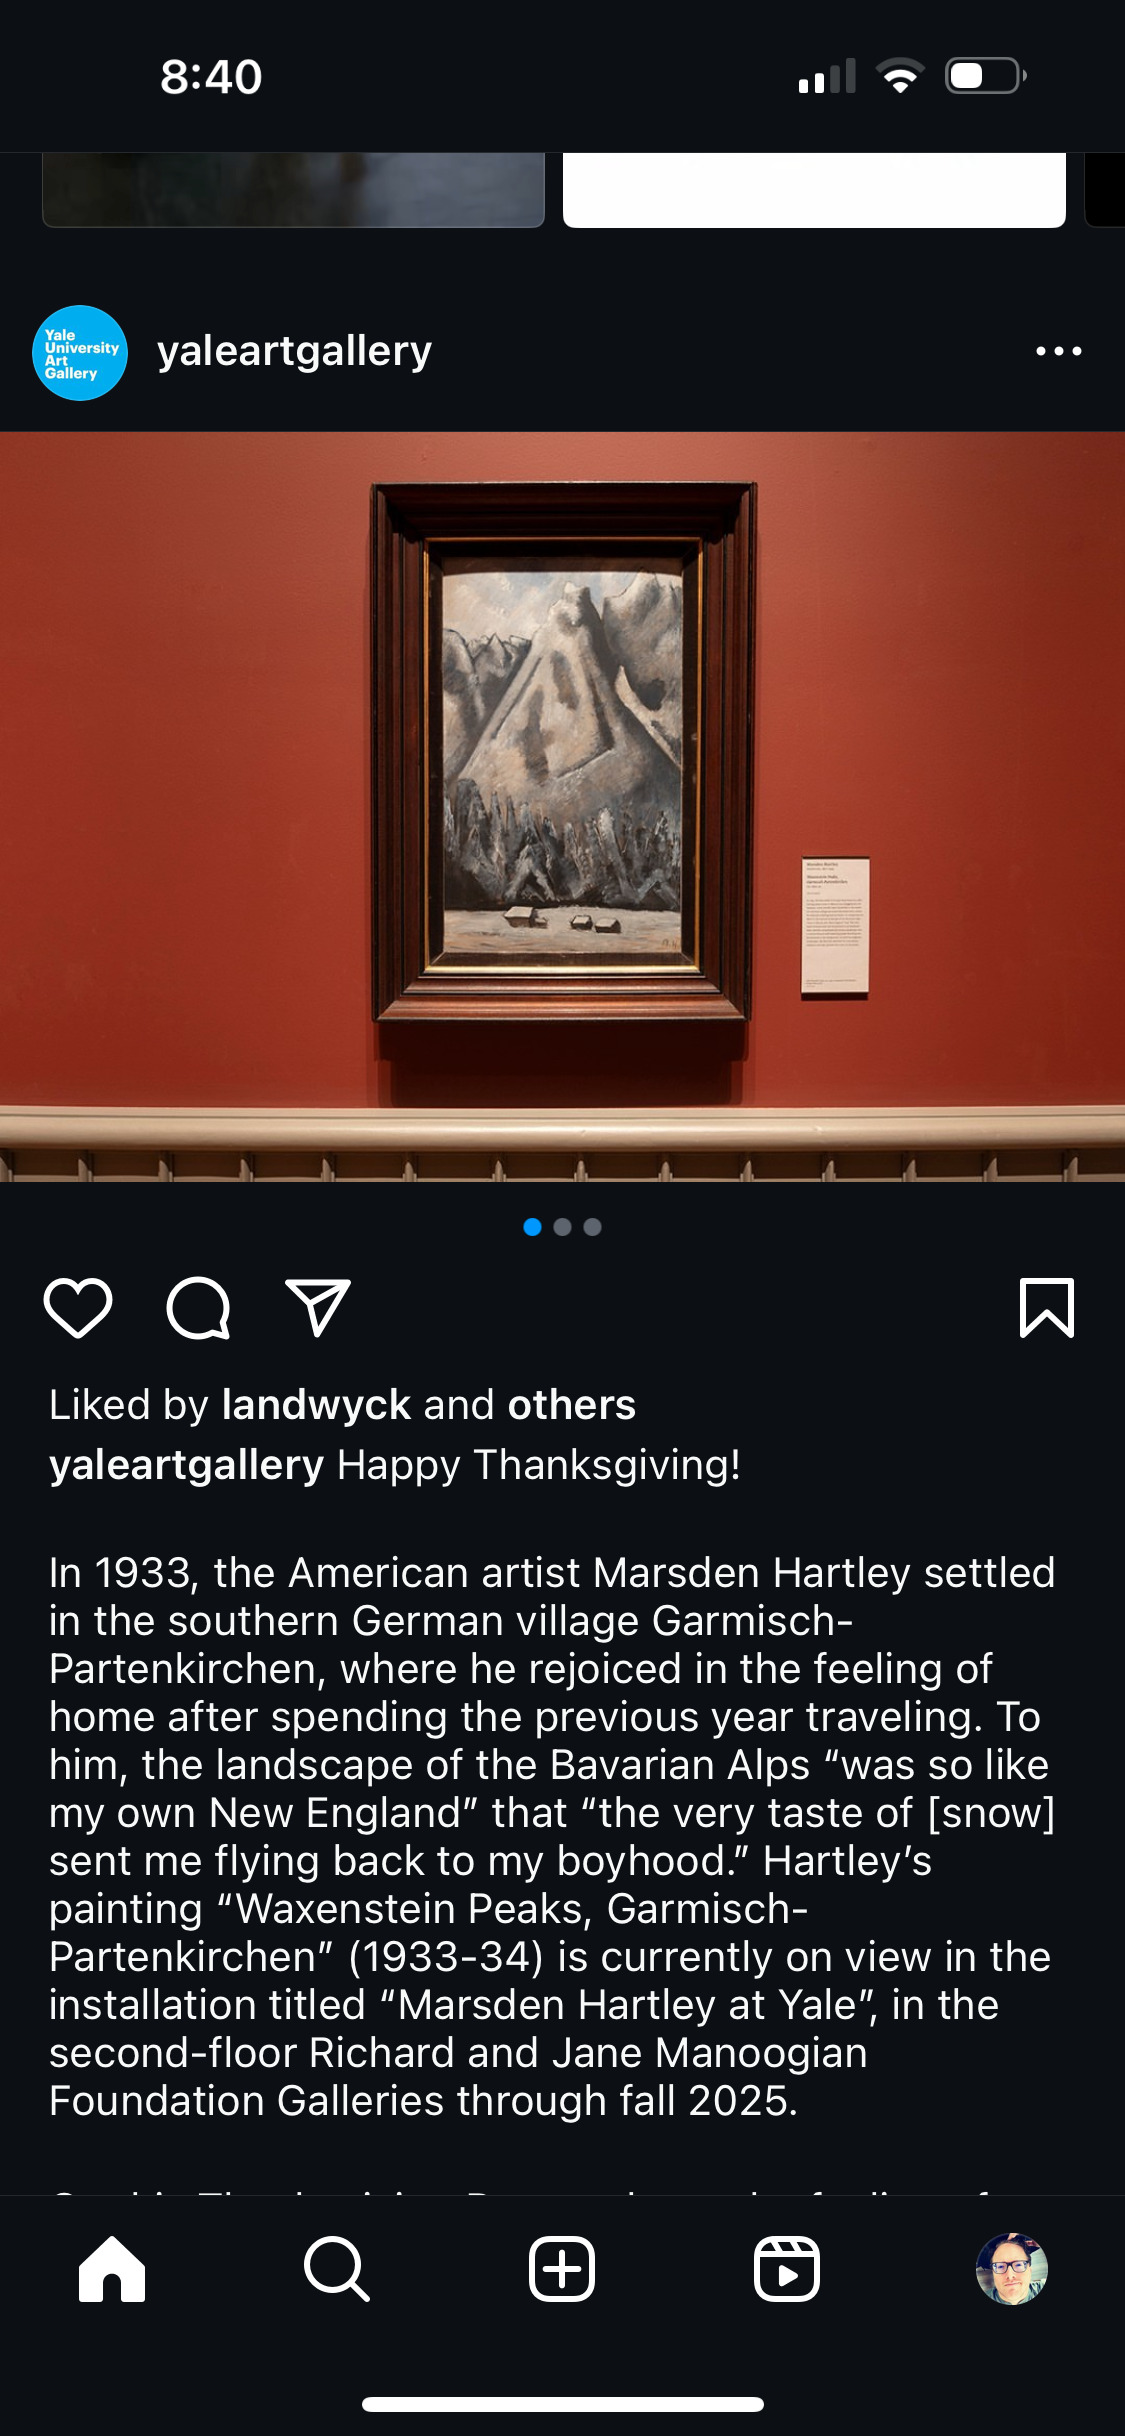 8:40
Yale
University
Art
Gallery
yaleartgallery
Liked by landwyck and others
yaleartgallery Happy Thanksgiving!
In 1933, the American artist Marsden Hartley settled
in the southern German village Garmisch-
Partenkirchen, where he rejoiced in the feeling of
home after spending the previous year traveling. To
him, the landscape of the Bavarian Alps “was so like
my own New England” that “the very taste of [snow]
sent me flying back to my boyhood.” Hartley’s
painting “Waxenstein Peaks, Garmisch-
Partenkirchen” (1933-34) is currently on view in the
installation titled “Marsden Hartley at Yale”, in the
second-floor Richard and Jane Manoogian
Foundation Galleries through fall 2025.